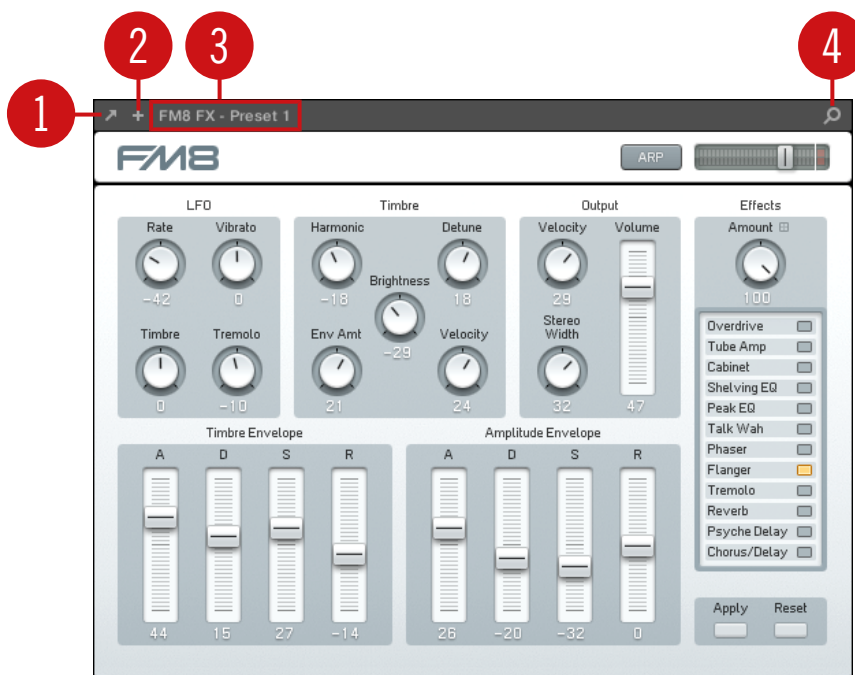 2 3 4
1
+ FM8 FX - Preset 1
FM8
ARP
LFO Timbre Output Effects
Rate Vibrato Harmonic Detune Velocity Volume Amount
Brightness
-42 0 -18 18 29 100
Timbre Tremolo Env Amt Velocity Stereo Width
-29
0 -10 21 24 32 47
Overdrive
Tube Amp
Cabinet
Shelving EQ
Peak EQ
Talk Wah
Phaser
Flanger
Tremolo
Reverb
Psyche Delay
Chorus/Delay
Timbre Envelope Amplitude Envelope
A D S R A D S R
44 15 27 -14 26 -20 -32 0
Apply Reset